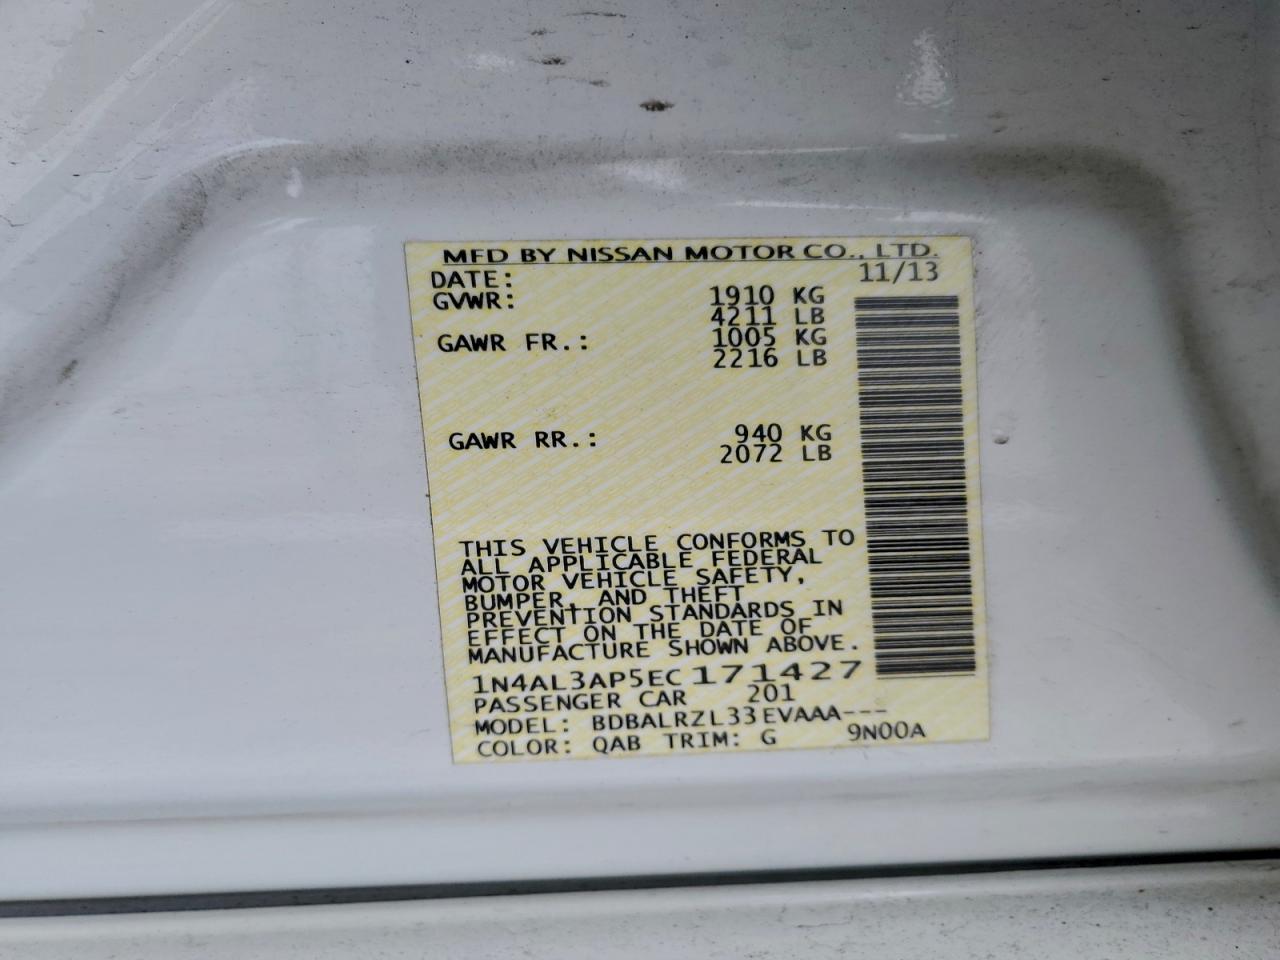 MFD BY NISSAN MOTOR CO., LTD.
DATE: 11/13
GVWR: 1910 KG
4211 LB
GAWR FR.: 1005 KG
2216 LB
GAWR RR.: 940 KG
2072 LB
THIS VEHICLE CONFORMS TO
ALL APPLICABLE FEDERAL
MOTOR VEHICLE SAFETY,
BUMPER, AND THEFT
PREVENTION STANDARDS IN
EFFECT ON THE DATE OF
MANUFACTURE SHOWN ABOVE.
1N4AL3AP5EC171427
PASSENGER CAR 201
MODEL: BDBALRZL33EVAAA---
COLOR: QAB TRIM: G 9N00A